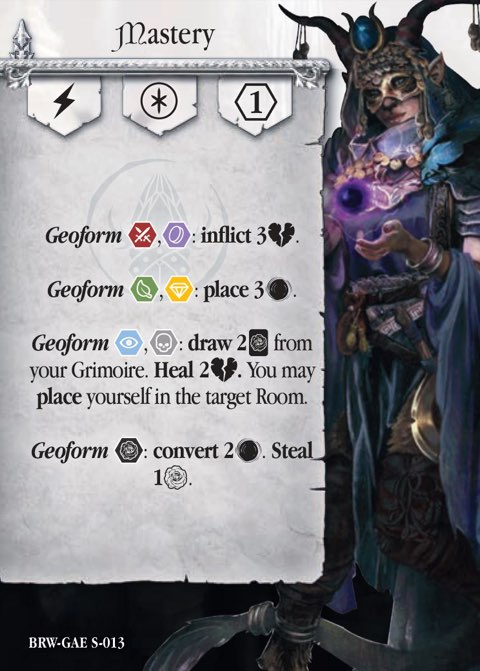 Mastery
1
Geoform , : inflict 3.
Geoform , : place 3.
Geoform , : draw 2 from
your Grimoire. Heal 2. You may
place yourself in the target Room.
Geoform : convert 2. Steal
1.
BRW-GAE S-013